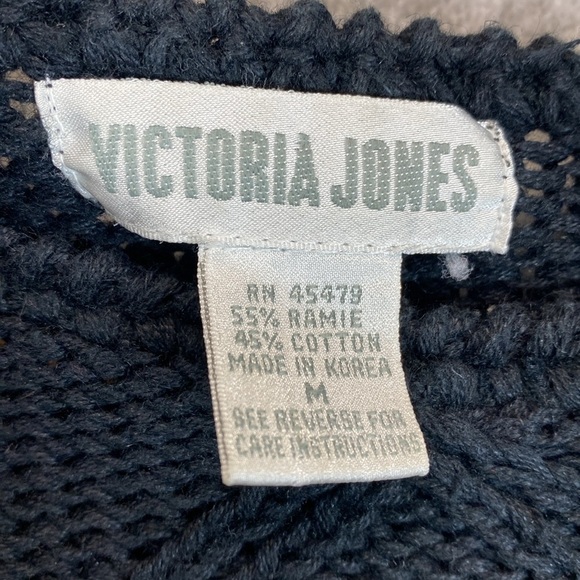 VICTORIA JONES
RN 45479
55% RAMIE
45% COTTON
MADE IN KOREA
M
SEE REVERSE FOR
CARE INSTRUCTIONS